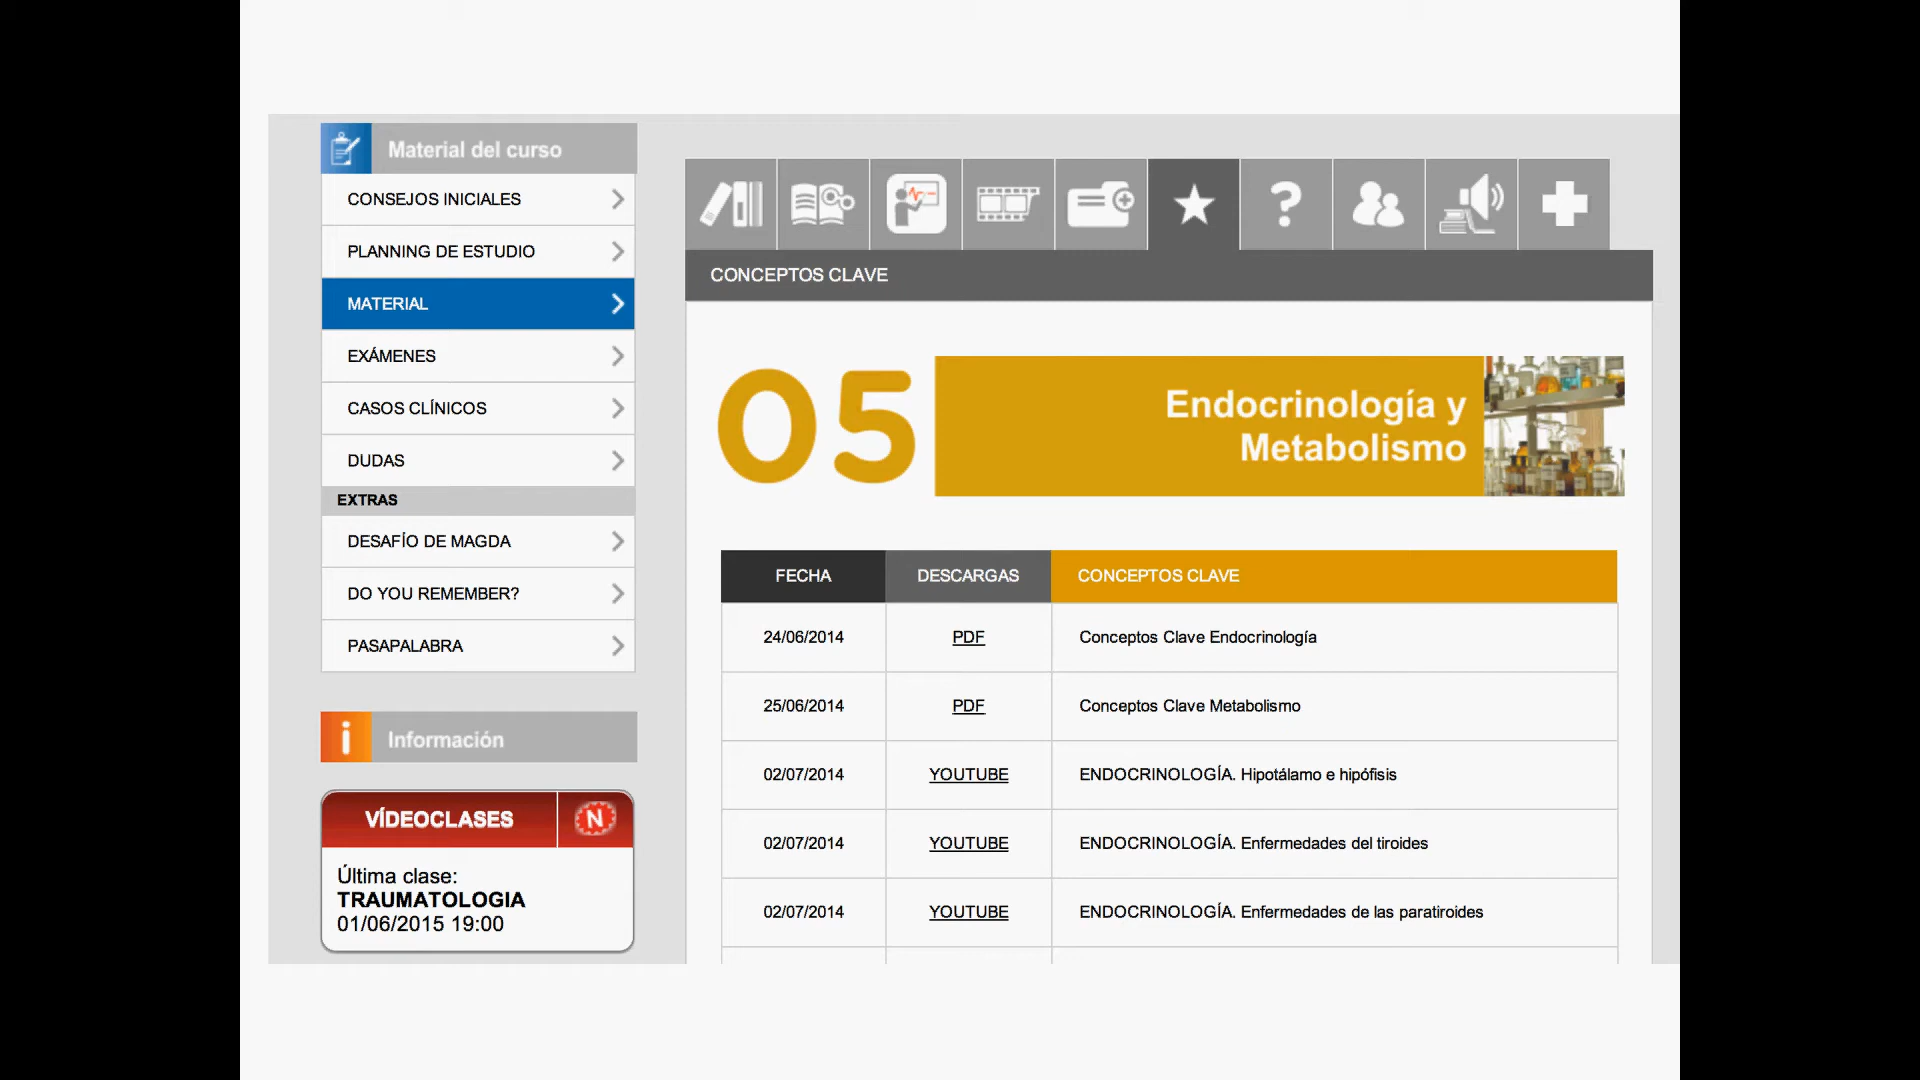 Material del curso
CONSEJOS INICIALES
PLANNING DE ESTUDIO
MATERIAL
EXÁMENES
CASOS CLÍNICOS
DUDAS
EXTRAS
DESAFÍO DE MAGDA
DO YOU REMEMBER?
PASAPALABRA
i Información
VÍDEOCLASES N
Última clase:
TRAUMATOLOGIA
01/06/2015 19:00
?
CONCEPTOS CLAVE
05
Endocrinología y
Metabolismo
FECHA DESCARGAS CONCEPTOS CLAVE
24/06/2014 PDF Conceptos Clave Endocrinología
25/06/2014 PDF Conceptos Clave Metabolismo
02/07/2014 YOUTUBE ENDOCRINOLOGÍA. Hipotálamo e hipófisis
02/07/2014 YOUTUBE ENDOCRINOLOGÍA. Enfermedades del tiroides
02/07/2014 YOUTUBE ENDOCRINOLOGÍA. Enfermedades de las paratiroides